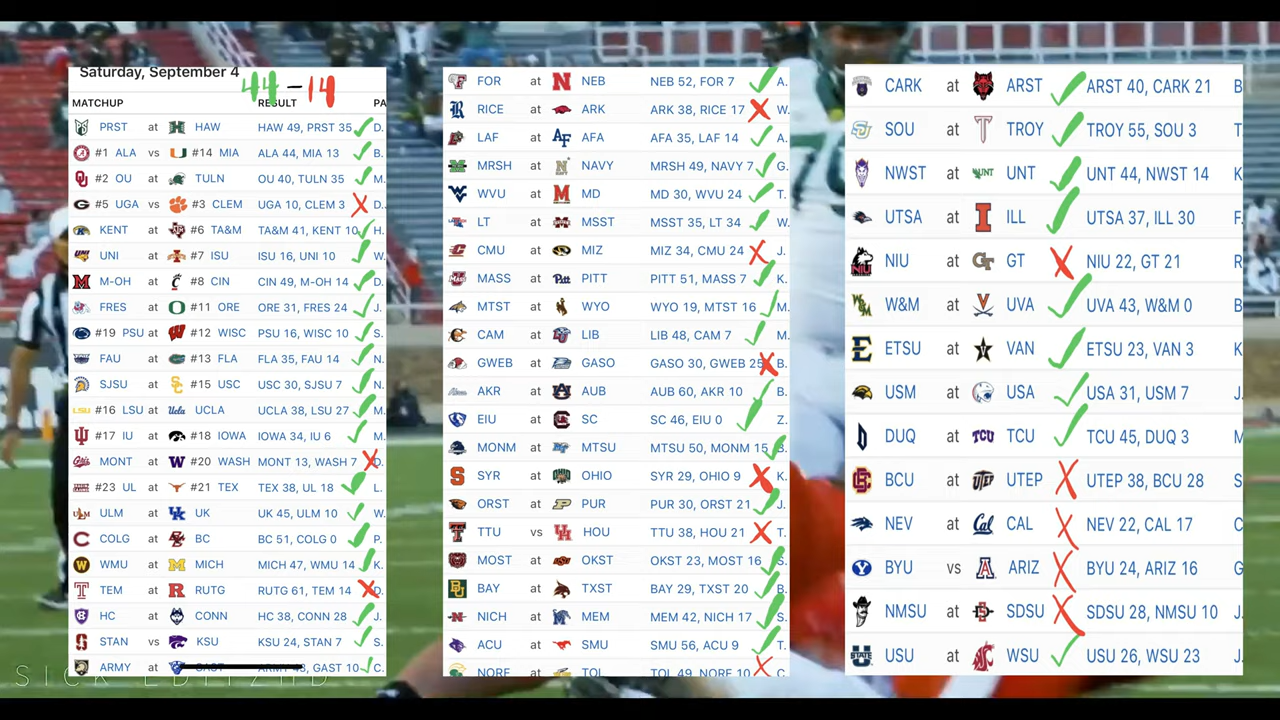 Saturday, September 4
44-14
MATCHUP RESULT PA
PRST at HAW HAW 49, PRST 35 D.
#1 ALA vs #14 MIA ALA 44, MIA 13 B.
#2 OU at TULN OU 40, TULN 35 M.
#5 UGA vs #3 CLEM UGA 10, CLEM 3 D.
KENT at #6 TA&M TA&M 41, KENT 10 H.
UNI at #7 ISU ISU 16, UNI 10 W.
M-OH at #8 CIN CIN 49, M-OH 14 D.
FRES at #11 ORE ORE 31, FRES 24 J.
#19 PSU at #12 WISC PSU 16, WISC 10 S.
FAU at #13 FLA FLA 35, FAU 14 N.
SJSU at #15 USC USC 30, SJSU 7 N.
#16 LSU at UCLA UCLA 38, LSU 27 M.
#17 IU at #18 IOWA IOWA 34, IU 6 M.
MONT at #20 WASH MONT 13, WASH 7
#23 UL at #21 TEX TEX 38, UL 18 L.
ULM at UK UK 45, ULM 10 W.
COLG at BC BC 51, COLG 0 P.
WMU at MICH MICH 47, WMU 14 K.
TEM at RUTG RUTG 61, TEM 14
HC at CONN HC 38, CONN 28 J.
STAN vs KSU KSU 24, STAN 7 S.
ARMY at GAST ARMY 43, GAST 10 C.
FOR at NEB NEB 52, FOR 7 A.
RICE at ARK ARK 38, RICE 17 W.
LAF at AFA AFA 35, LAF 14 A.
MRSH at NAVY MRSH 49, NAVY 7 G.
WVU at MD MD 30, WVU 24 T.
LT at MSST MSST 35, LT 34 W.
CMU at MIZ MIZ 34, CMU 24 J.
MASS at PITT PITT 51, MASS 7 K.
MTST at WYO WYO 19, MTST 16 M.
CAM at LIB LIB 48, CAM 7 M.
GWEB at GASO GASO 30, GWEB 25 B.
AKR at AUB AUB 60, AKR 10 B.
EIU at SC SC 46, EIU 0 Z.
MONM at MTSU MTSU 50, MONM 15 B.
SYR at OHIO SYR 29, OHIO 9 K.
ORST at PUR PUR 30, ORST 21 J.
TTU vs HOU TTU 38, HOU 21 T.
MOST at OKST OKST 23, MOST 16 S.
BAY at TXST BAY 29, TXST 20 B.
NICH at MEM MEM 42, NICH 17 S.
ACU at SMU SMU 56, ACU 9 T.
NORF at TOL TOL 49, NORF 10 C.
CARK at ARST ARST 40, CARK 21 B
SOU at TROY TROY 55, SOU 3 T
NWST at UNT UNT 44, NWST 14 K
UTSA at ILL UTSA 37, ILL 30 F.
NIU at GT NIU 22, GT 21 R
W&M at UVA UVA 43, W&M 0 B
ETSU at VAN ETSU 23, VAN 3 K
USM at USA USA 31, USM 7 J.
DUQ at TCU TCU 45, DUQ 3 M
BCU at UTEP UTEP 38, BCU 28 S
NEV at CAL NEV 22, CAL 17 C
BYU vs ARIZ BYU 24, ARIZ 16 G
NMSU at SDSU SDSU 28, NMSU 10 J.
USU at WSU USU 26, WSU 23 J.